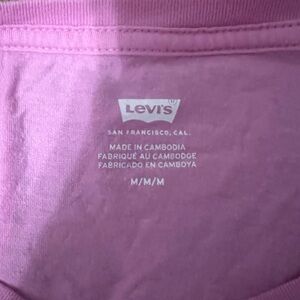 Levi's
SAN FRANCISCO, CAL.
MADE IN CAMBODIA
FABRIQUÉ AU CAMBODGE
FABRICADO EN CAMBOYA
M/M/M